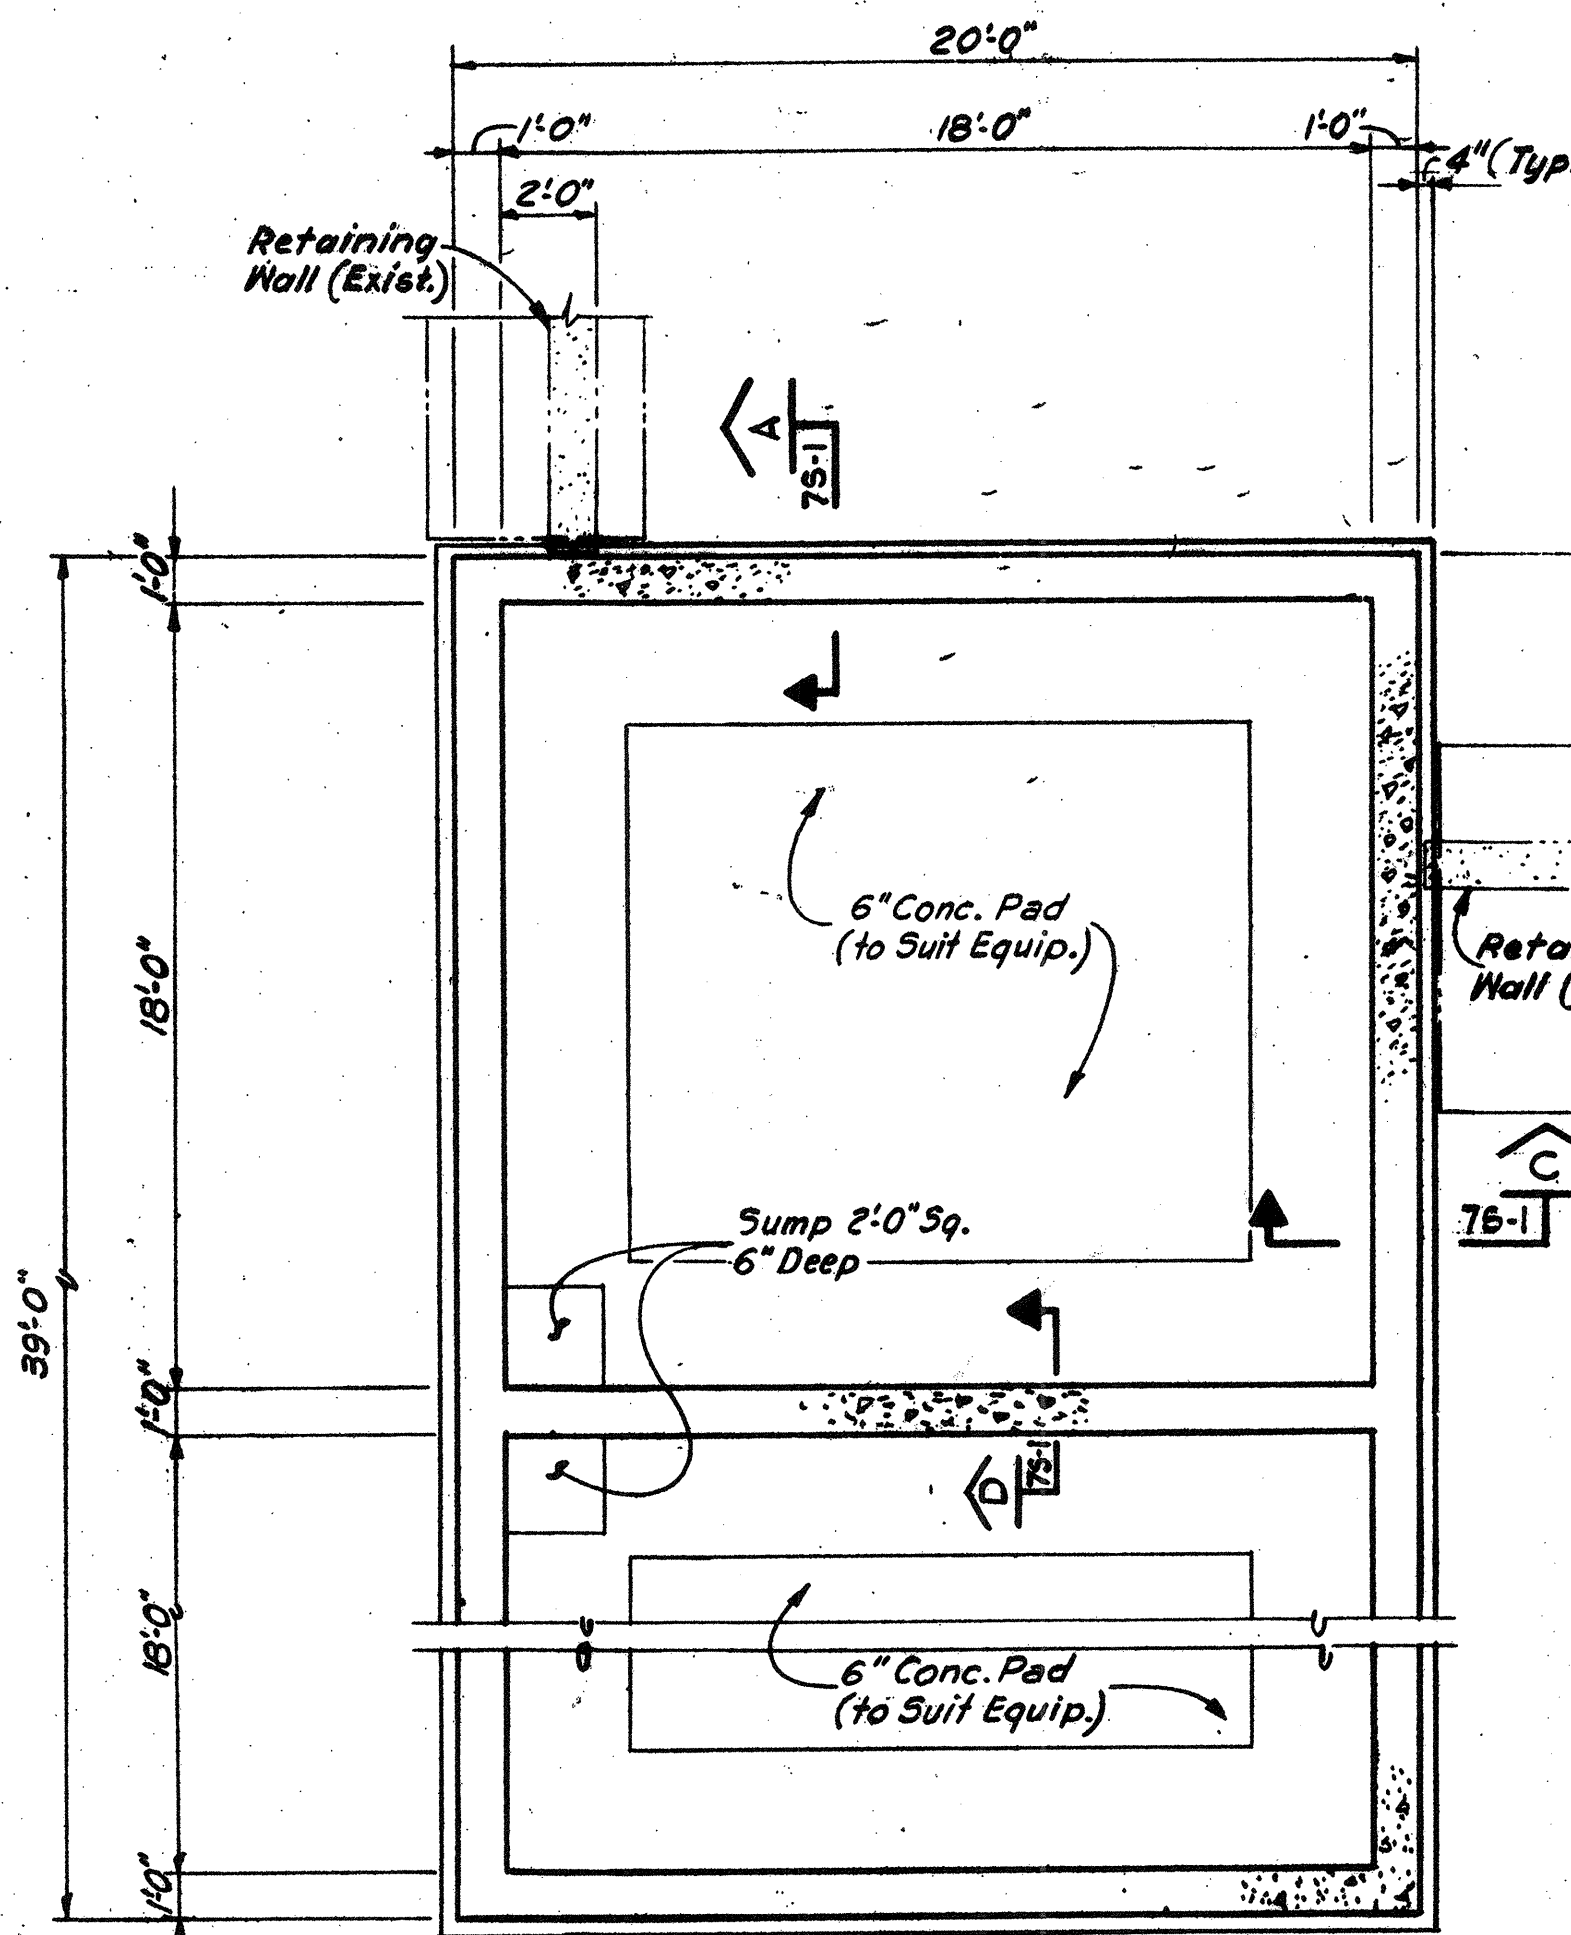 20'-0"
1'-0" 18'-0" 1'-0"
4" (Typ.
2'-0"
Retaining
Wall (Exist.)
A
7S-1
1'-0"
18'-0"
6" Conc. Pad
(to Suit Equip.)
Wall (
C
7S-1
Sump 2'-0" Sq.
6" Deep
39'-0"
1'-0"
D
7S-1
18'-0"
6" Conc. Pad
(to Suit Equip.)
1'-0"